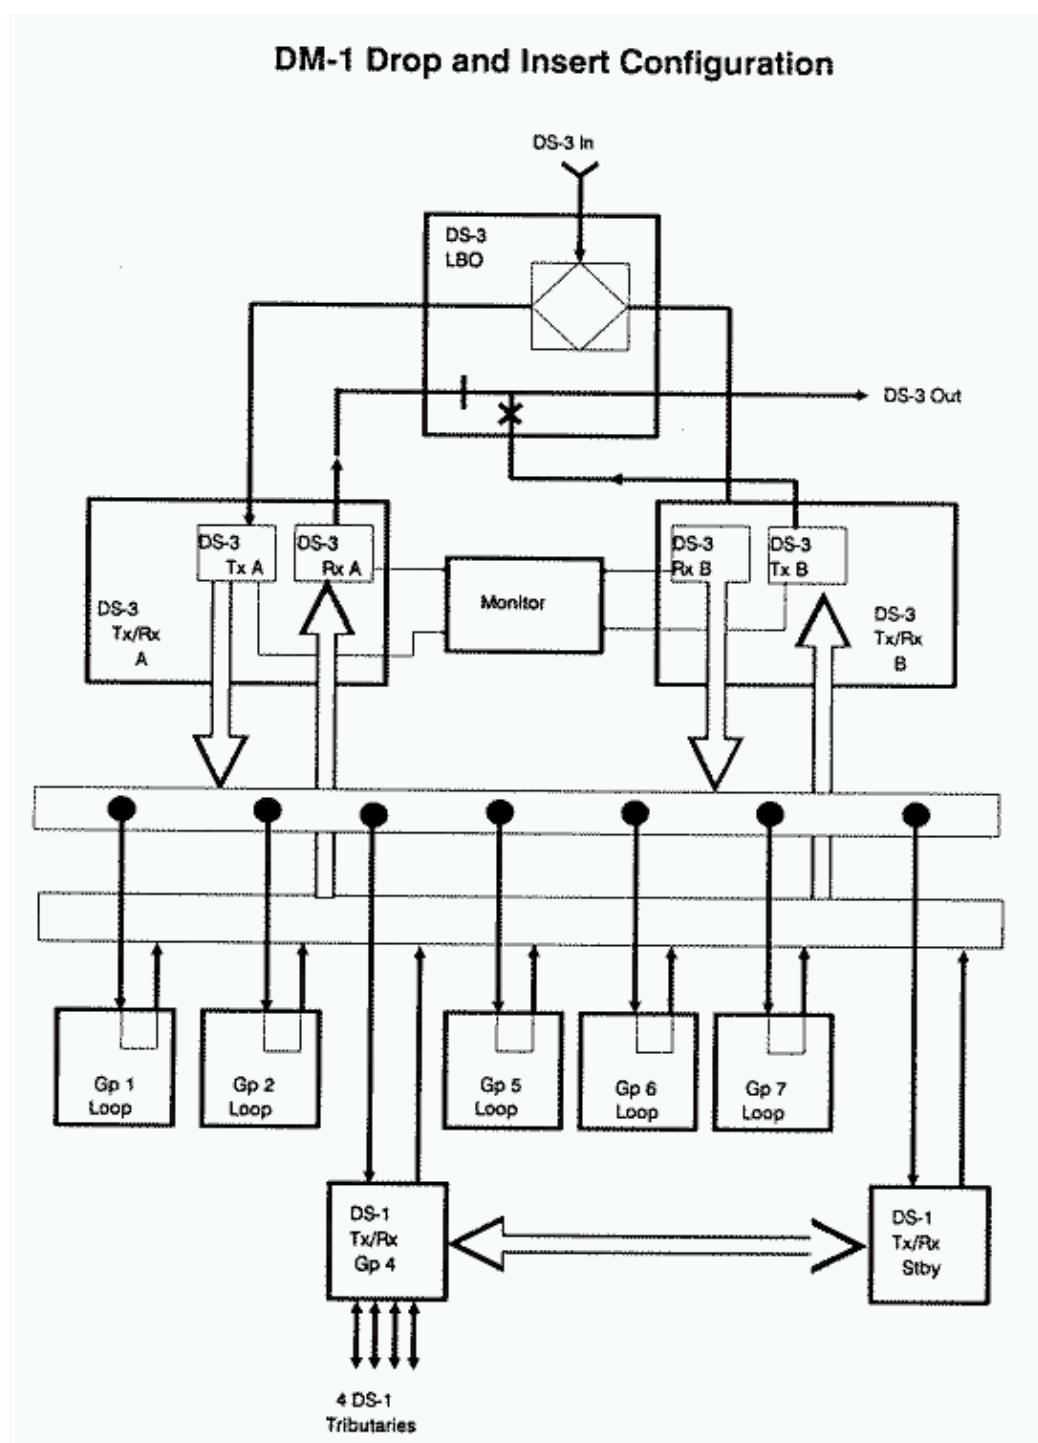 DM-1 Drop and Insert Configuration
DS-3 In
DS-3
LBO
DS-3 Out
DS-3
Tx A
DS-3
Rx A
DS-3
Tx/Rx
A
Monitor
DS-3
Rx B
DS-3
Tx B
DS-3
Tx/Rx
B
Gp 1
Loop
Gp 2
Loop
Gp 5
Loop
Gp 6
Loop
Gp 7
Loop
DS-1
Tx/Rx
Gp 4
DS-1
Tx/Rx
Stby
4 DS-1
Tributaries